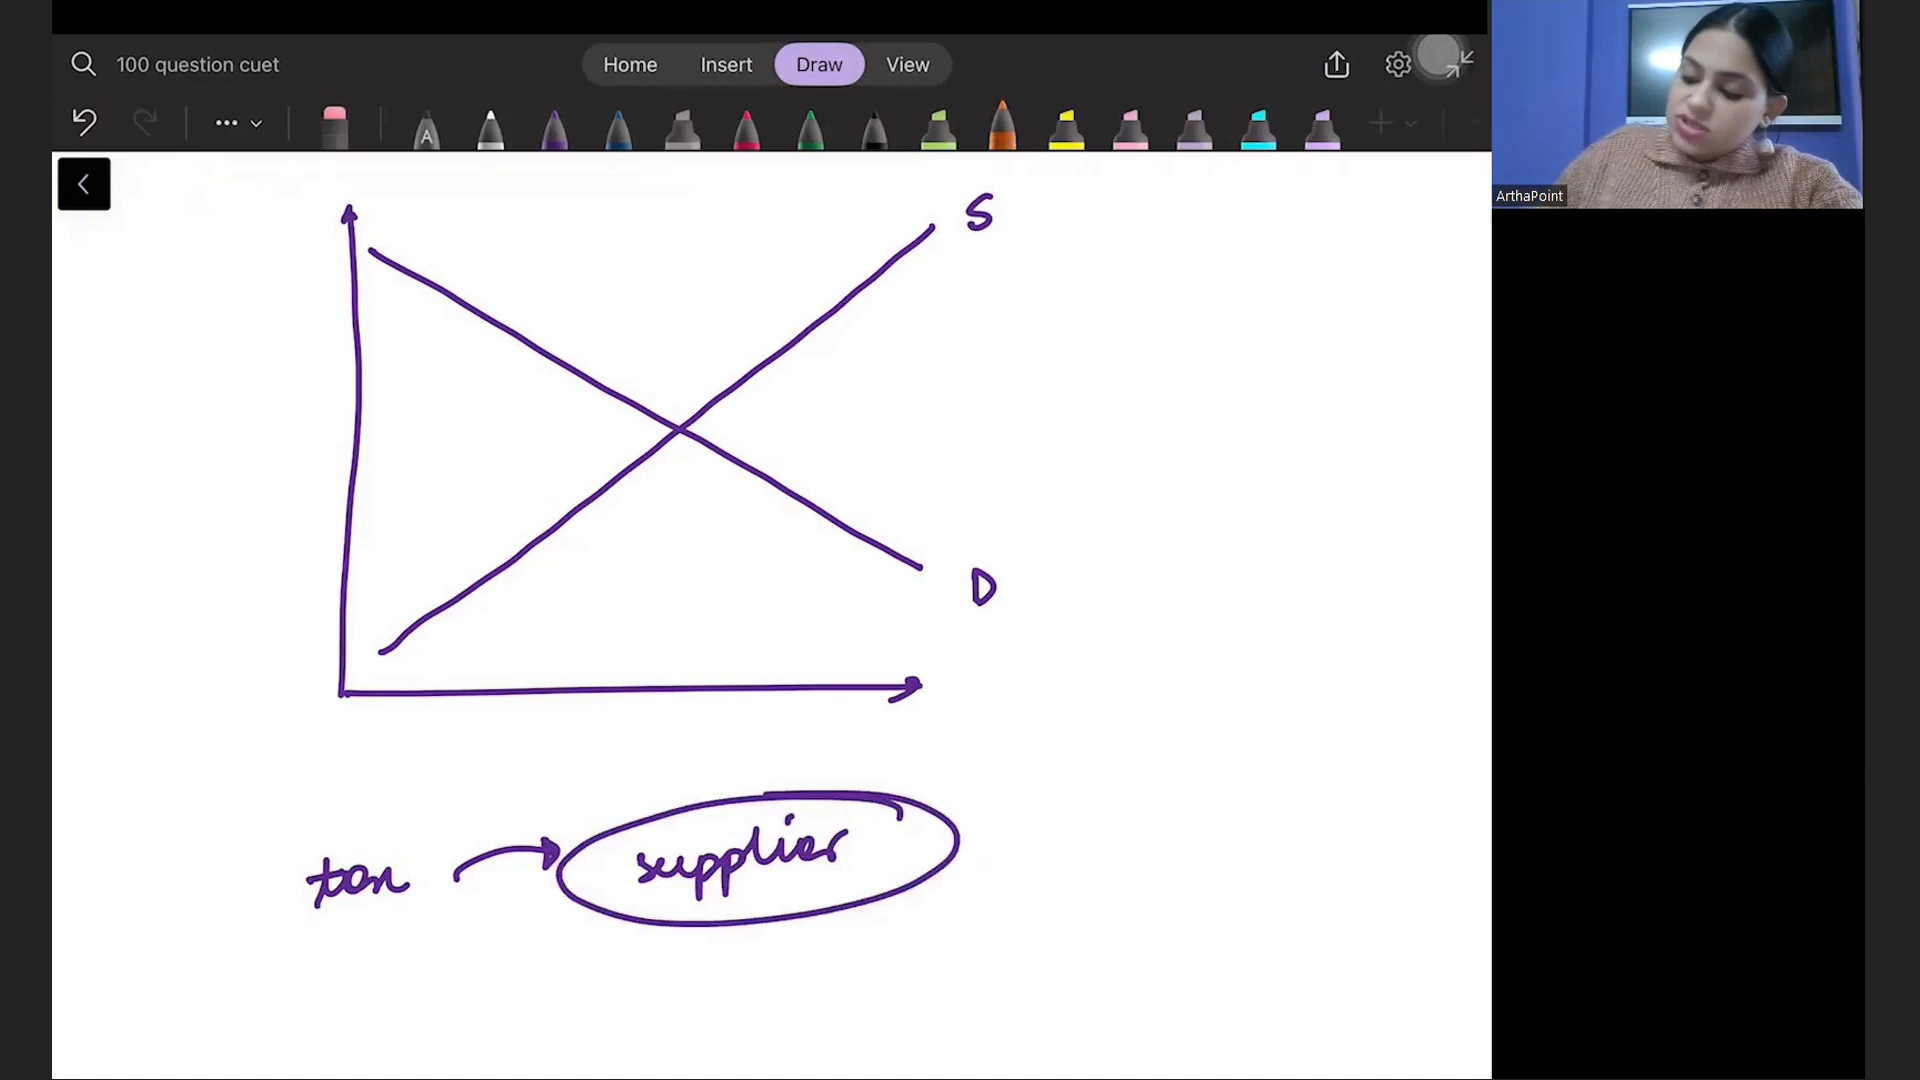 100 question cuet
Home Insert Draw View
A
ArthaPoint
S
D
tax supplier